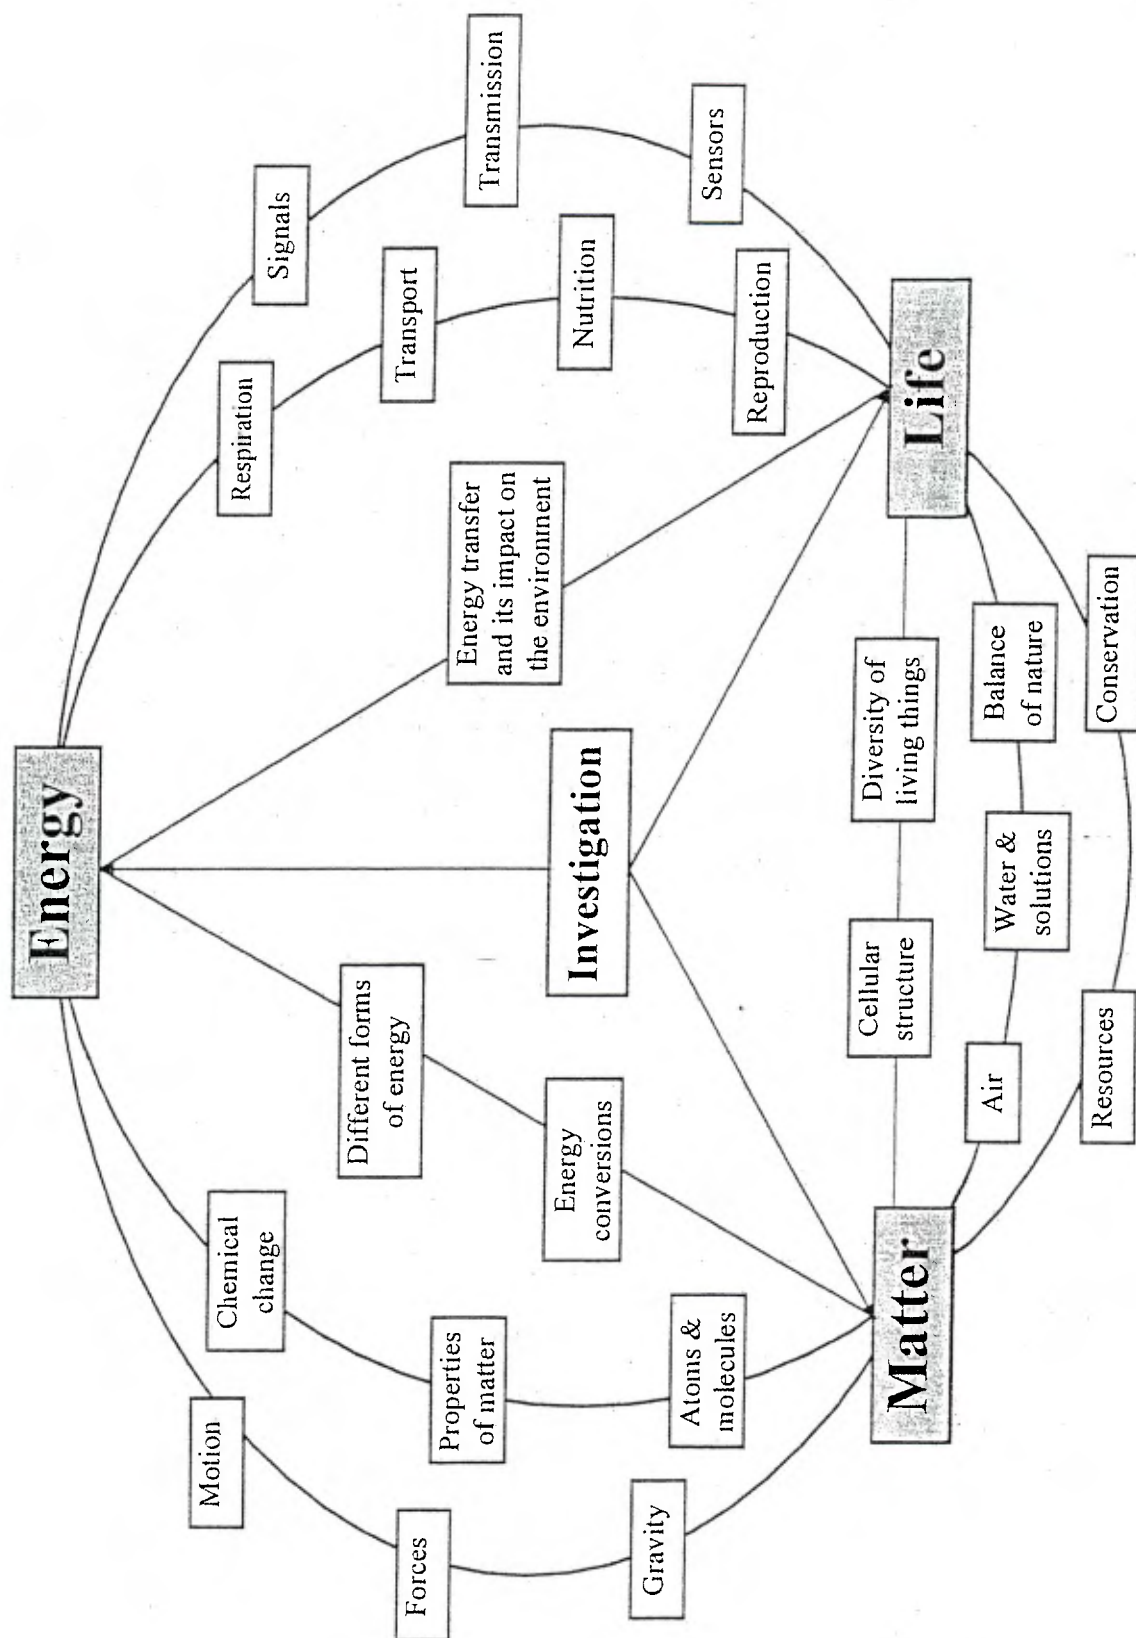 Energy
Motion
Chemical
change
Respiration
Signals
Different forms
of energy
Transport
Forces
Properties
of matter
Energy transfer
and its impact on
the environment
Transmission
Energy
conversions
Investigation
Nutrition
Gravity
Atoms &
molecules
Reproduction
Sensors
Matter
Cellular
structure
Diversity of
living things
Life
Air
Water &
solutions
Balance
of nature
Resources
Conservation